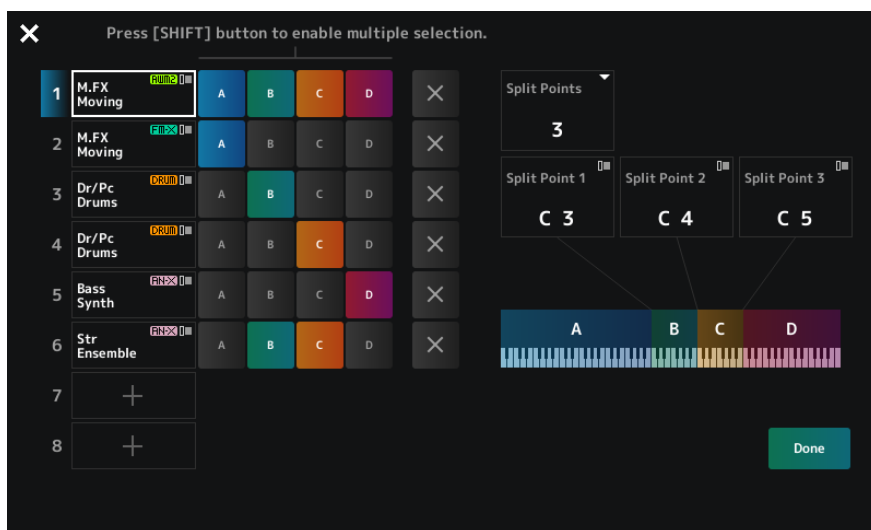 Press [SHIFT] button to enable multiple selection.
1 M.FX Moving AWM2 A B C D
2 M.FX Moving FM-X A B C D
3 Dr/Pc Drums DRUM A B C D
4 Dr/Pc Drums DRUM A B C D
5 Bass Synth AN-X A B C D
6 Str Ensemble AN-X A B C D
7 +
8 +
Split Points
3
Split Point 1 Split Point 2 Split Point 3
C 3 C 4 C 5
A B C D
Done